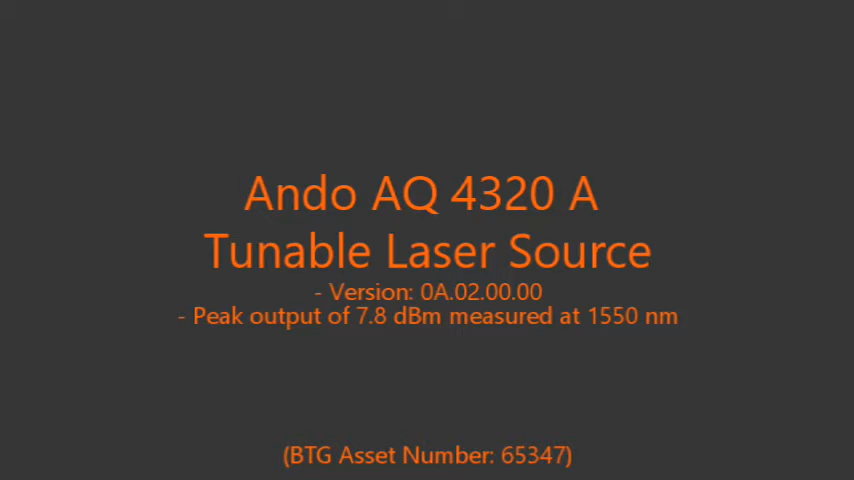 Ando AQ 4320 A
Tunable Laser Source
- Version: 0A.02.00.00
- Peak output of 7.8 dBm measured at 1550 nm
(BTG Asset Number: 65347)